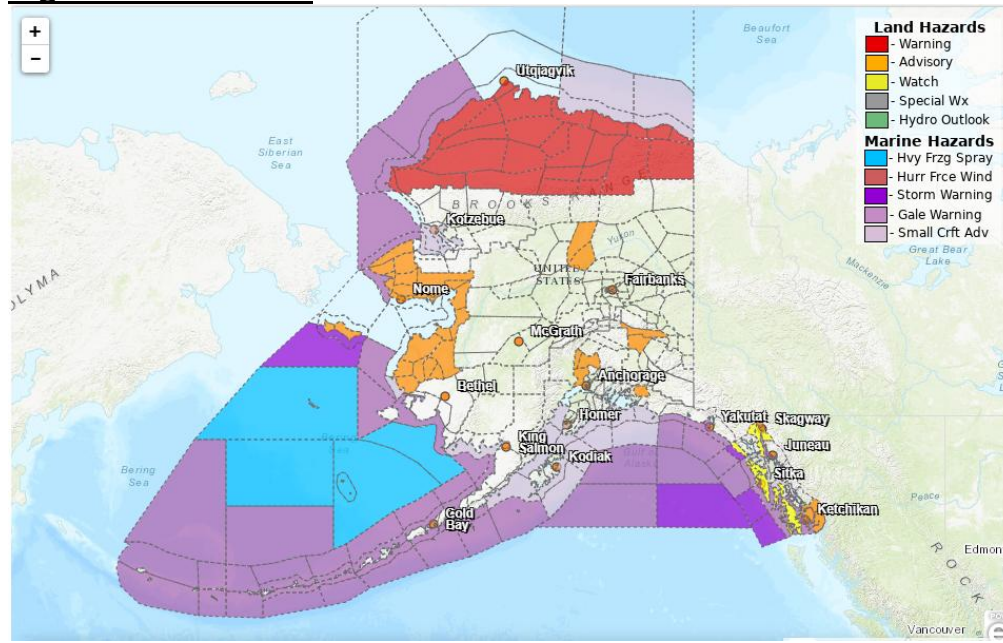 +
−
Land Hazards
- Warning
- Advisory
- Watch
- Special Wx
- Hydro Outlook
Marine Hazards
- Hvy Frzg Spray
- Hurr Frce Wind
- Storm Warning
- Gale Warning
- Small Crft Adv
Beaufort
Sea
Utqiagvik
East
Siberian
Sea
BROOKS RANGE
Kotzebue
Yukon
Great Bear
Lake
UNITED
STATES
Fairbanks
Mackenzie
OLYMA
Nome
McGrath
Anchorage
Bethel
Homer
Yakutat
Skagway
King
Salmon
Juneau
Kodiak
Sitka
Bering
Sea
Peace
Cold
Bay
Ketchikan
Edmon
ROCK
Vancouver